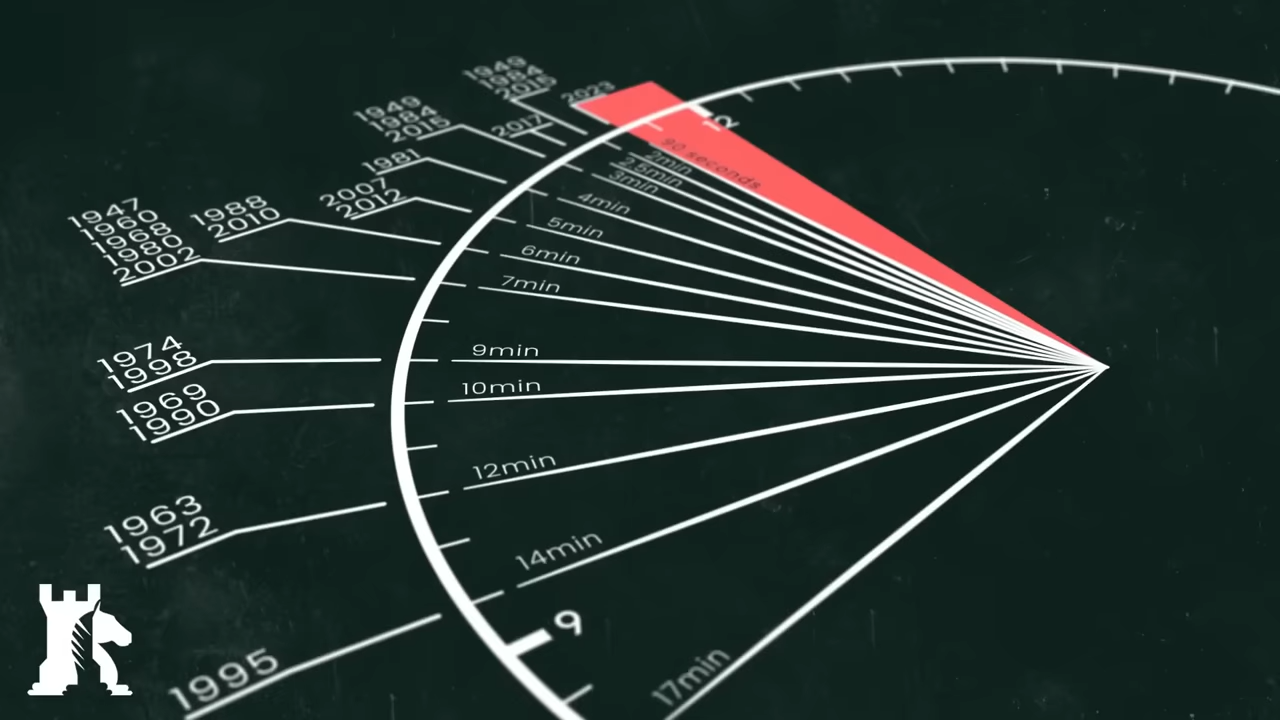 1949
1984
2015
2023
12
1949
1984
2015
2017
90 seconds
2min
2.5min
3min
1981
2007
2012
4min
5min
1988
2010
6min
1947
1960
1968
1980
2002
7min
1974
1998
9min
1969
1990
10min
1963
1972
12min
14min
9
1995
17min